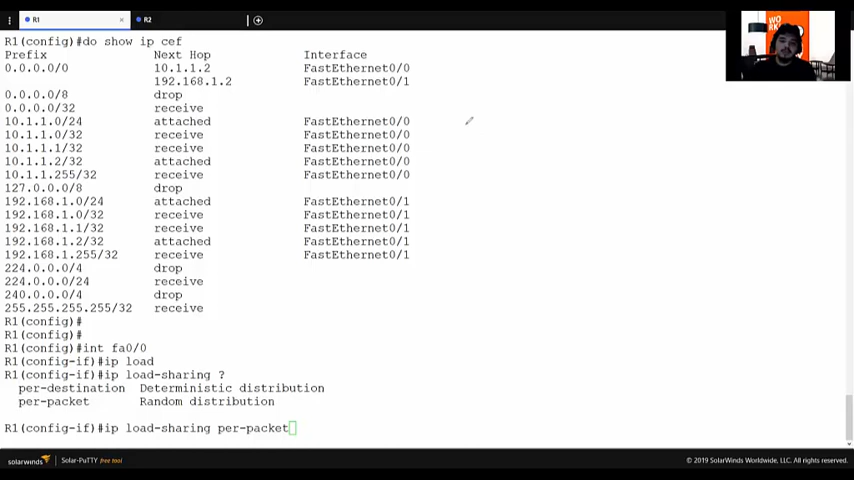 R1
×
R2
R1(config)#do show ip cef
Prefix Next Hop Interface
0.0.0.0/0 10.1.1.2 FastEthernet0/0
192.168.1.2 FastEthernet0/1
0.0.0.0/8 drop
0.0.0.0/32 receive
10.1.1.0/24 attached FastEthernet0/0
10.1.1.0/32 receive FastEthernet0/0
10.1.1.1/32 receive FastEthernet0/0
10.1.1.2/32 attached FastEthernet0/0
10.1.1.255/32 receive FastEthernet0/0
127.0.0.0/8 drop
192.168.1.0/24 attached FastEthernet0/1
192.168.1.0/32 receive FastEthernet0/1
192.168.1.1/32 receive FastEthernet0/1
192.168.1.2/32 attached FastEthernet0/1
192.168.1.255/32 receive FastEthernet0/1
224.0.0.0/4 drop
224.0.0.0/24 receive
240.0.0.0/4 drop
255.255.255.255/32 receive
R1(config)#
R1(config)#
R1(config)#int fa0/0
R1(config-if)#ip load
R1(config-if)#ip load-sharing ?
per-destination Deterministic distribution
per-packet Random distribution
R1(config-if)#ip load-sharing per-packet
solarwinds Solar-PuTTY free tool © 2019 SolarWinds Worldwide, LLC. All rights reserved.